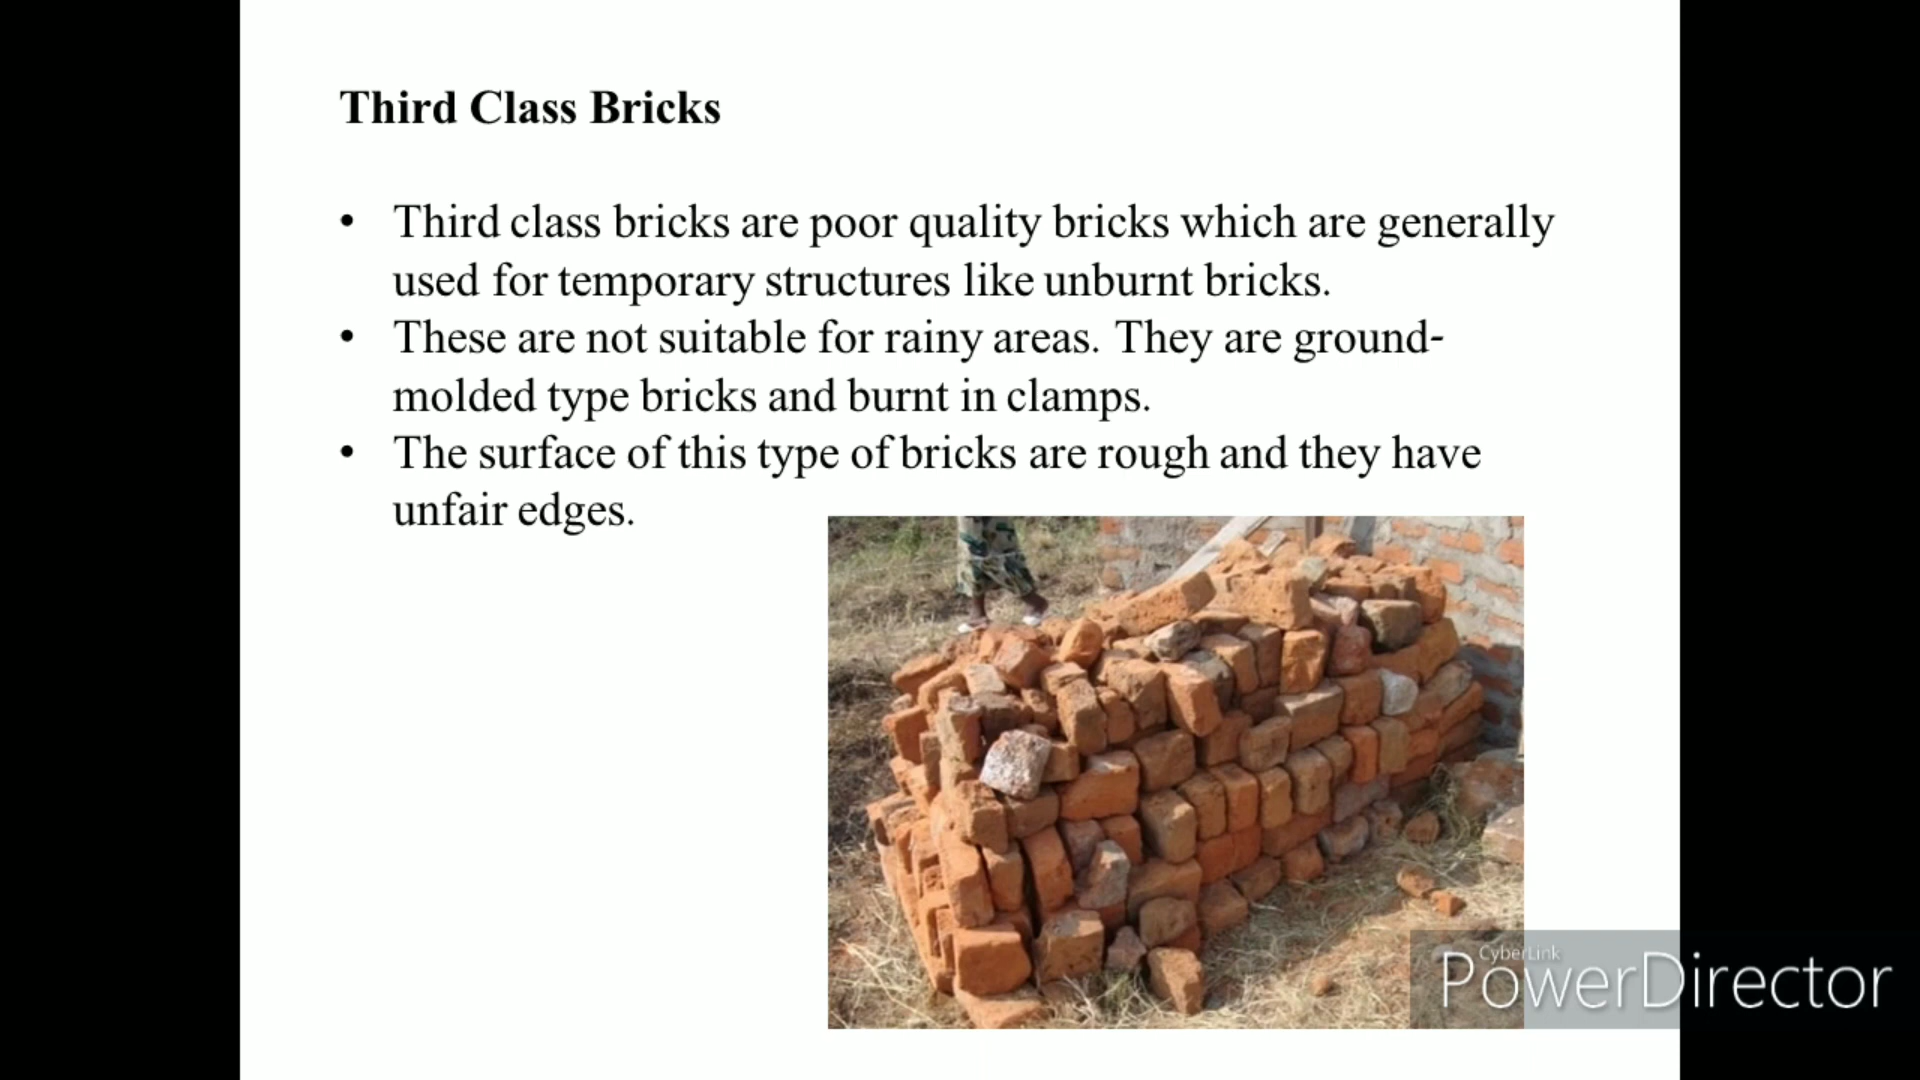 Third Class Bricks
• Third class bricks are poor quality bricks which are generally
used for temporary structures like unburnt bricks.
• These are not suitable for rainy areas. They are ground-
molded type bricks and burnt in clamps.
• The surface of this type of bricks are rough and they have
unfair edges.
CyberLink
PowerDirector